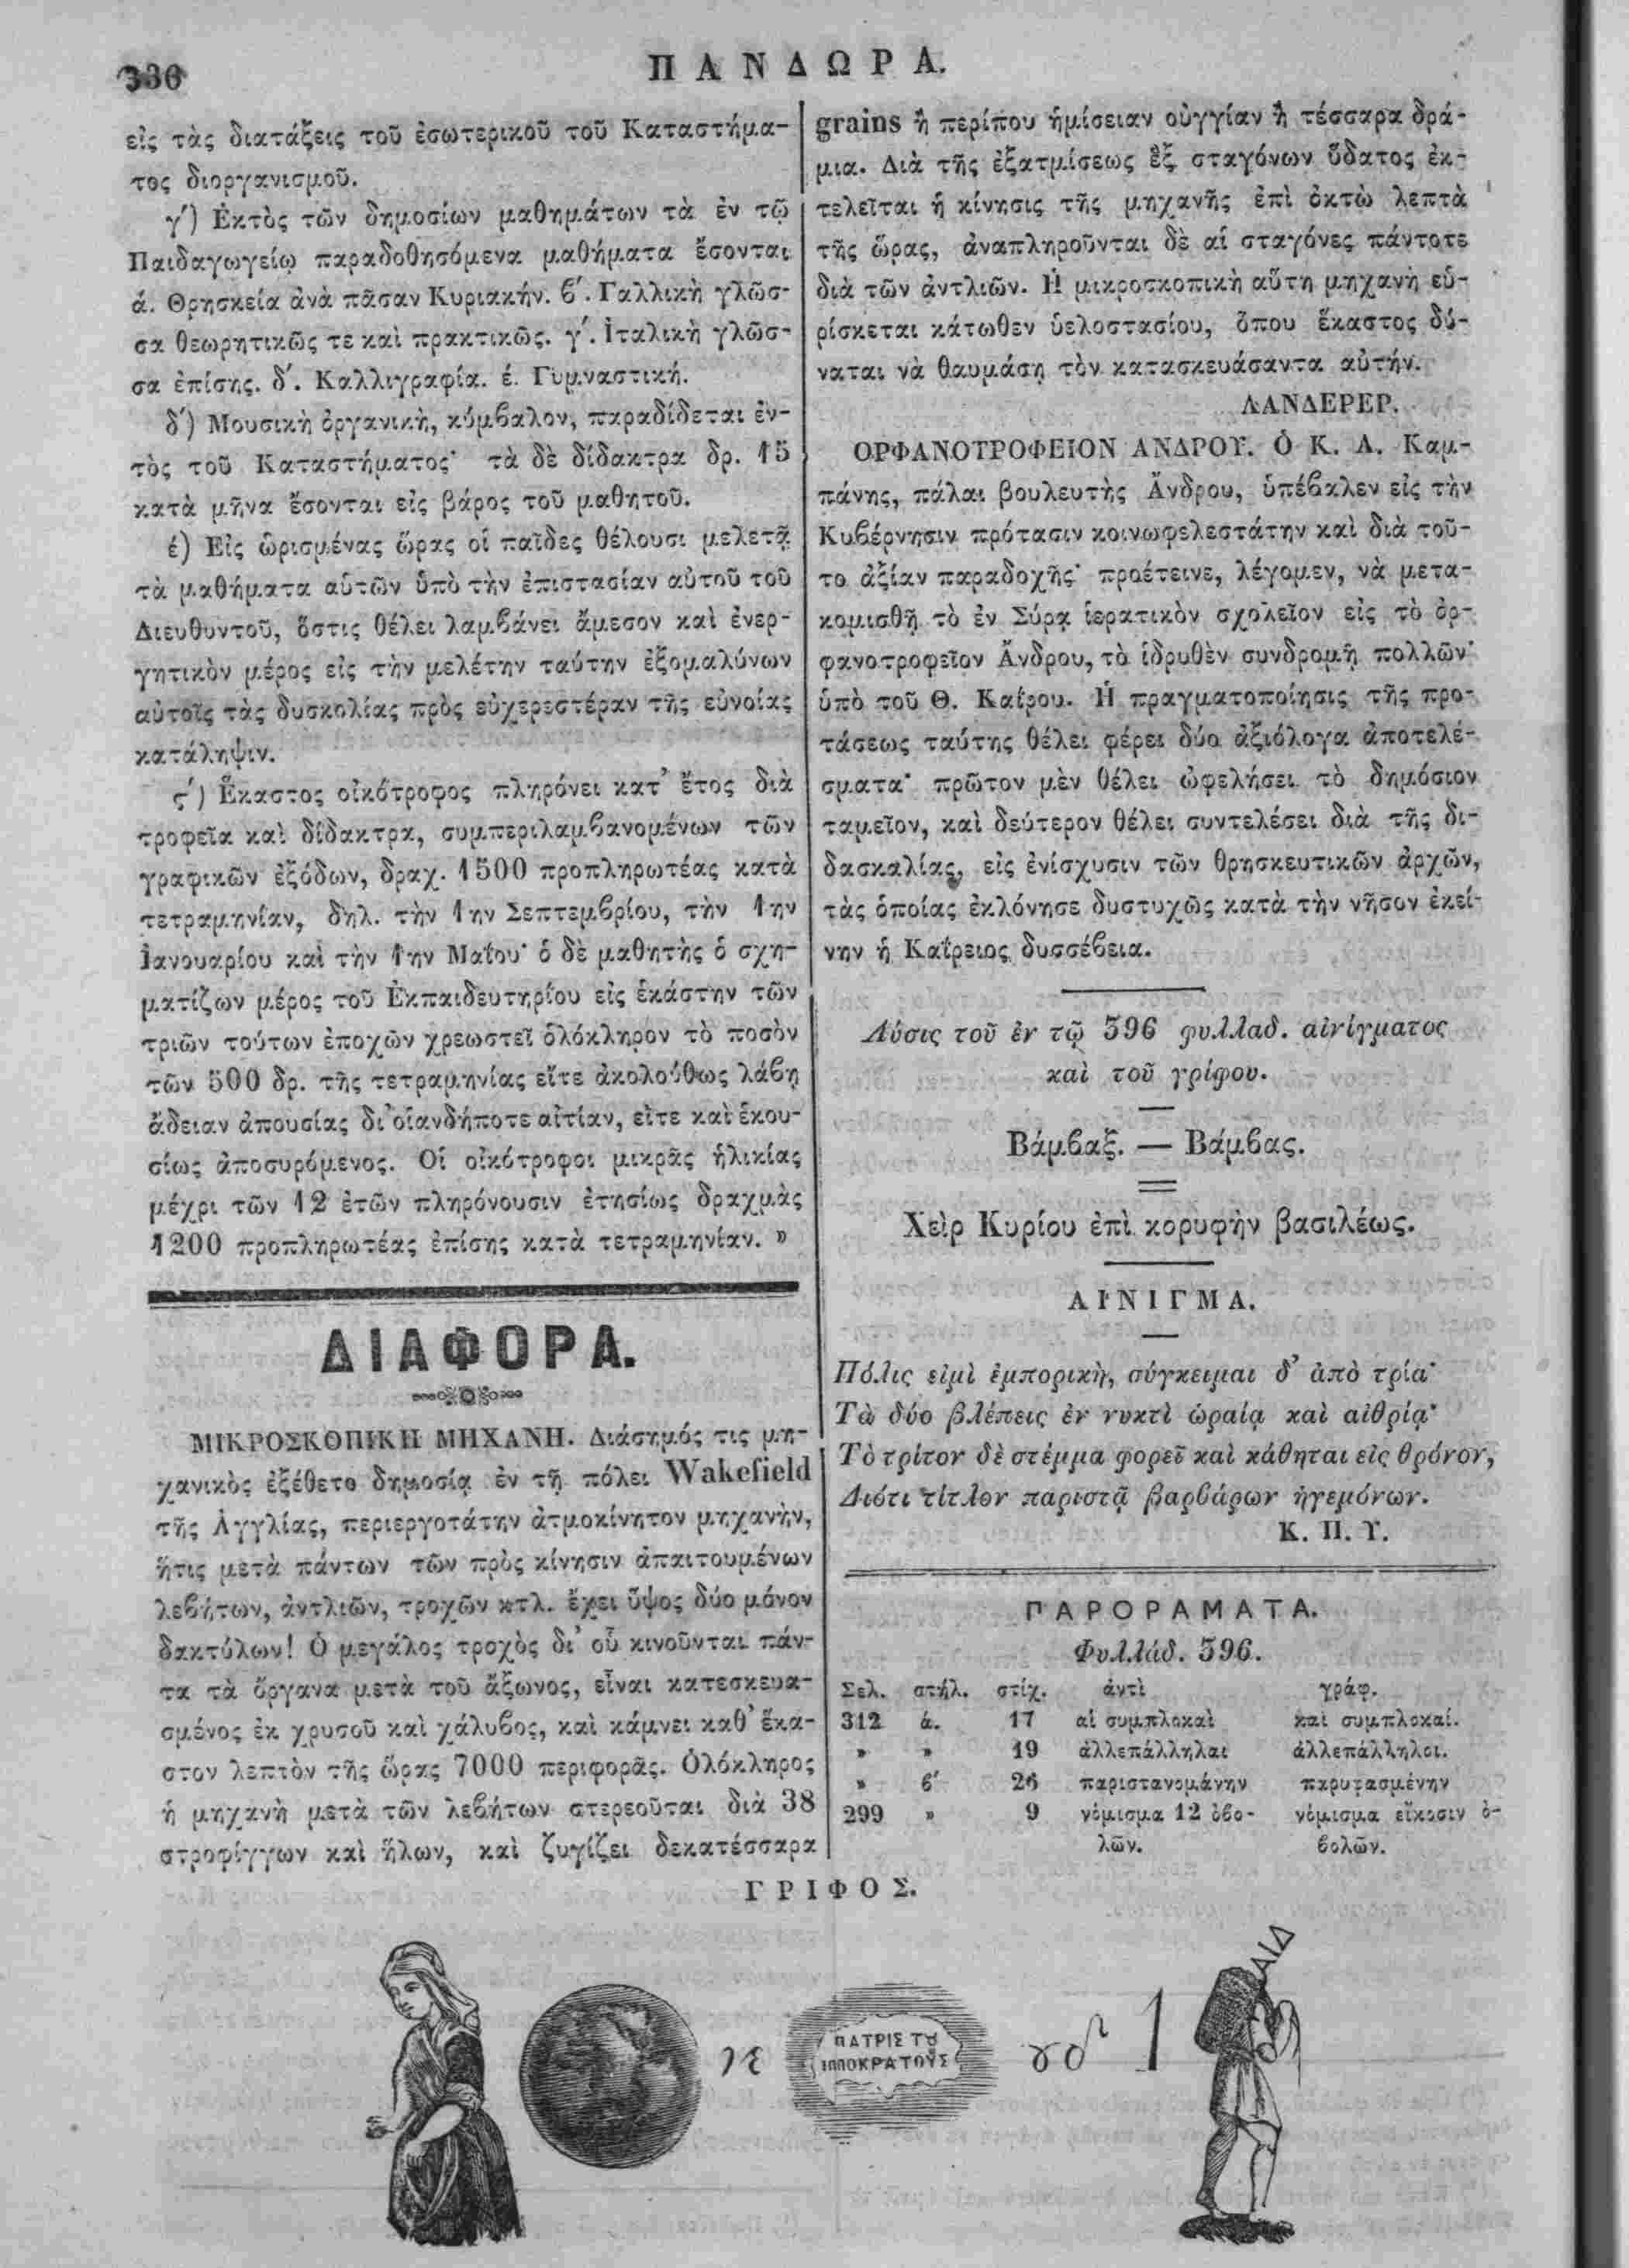 336
ΠΑΝΔΩΡΑ.
εἰς τὰς διατάξεις τοῦ ἐσωτερικοῦ τοῦ Καταστήμα-
τος διοργανισμοῦ.
γ΄) Ἐκτὸς τῶν δημοσίων μαθημάτων τὰ ἐν τῷ
Παιδαγωγείῳ παραδοθησόμενα μαθήματα ἔσονται
ά. Θρησκεία ἀνὰ πᾶσαν Κυριακήν. ϐ΄. Γαλλικὴ γλῶσ-
σα θεωρητικῶς τε καὶ πρακτικῶς. γ΄. Ἰταλικὴ γλῶσ-
σα ἐπίσης. δ΄. Καλλιγραφία. έ. Γυμναστική.
δ΄) Μουσικὴ ὀργανικὴ, κύμϐαλον, παραδίδεται ἐν-
τὸς τοῦ Καταστήματος· τὰ δὲ δίδακτρα δρ. 15
κατὰ μῆνα ἔσονται εἰς βάρος τοῦ μαθητοῦ.
έ) Εἰς ὡρισμένας ὥρας οἱ παῖδες θέλουσι μελετᾷ
τὰ μαθήματα αὑτῶν ὑπὸ τὴν ἐπιστασίαν αὐτοῦ τοῦ
Διευθυντοῦ, ὅστις θέλει λαμϐάνει ἄμεσον καὶ ἐνερ-
γητικὸν μέρος εἰς τὴν μελέτην ταύτην ἐξομαλύνων
αὐτοῖς τὰς δυσκολίας πρὸς εὐχερεστέραν τῆς εὐνοίας
κατάληψιν.
ς΄) Ἕκαστος οἰκότροφος πληρόνει κατ' ἔτος διὰ
τροφεῖα καὶ δίδακτρα, συμπεριλαμϐανομένων τῶν
γραφικῶν ἐξόδων, δραχ. 1500 προπληρωτέας κατὰ
τετραμηνίαν, δηλ. τὴν 1ην Σεπτεμϐρίου, τὴν 1ην
Ἰανουαρίου καὶ τὴν 1ην Μαΐου· ὁ δὲ μαθητὴς ὁ σχη-
ματίζων μέρος τοῦ Ἐκπαιδευτηρίου εἰς ἑκάστην τῶν
τριῶν τούτων ἐποχῶν χρεωστεῖ ὁλόκληρον τὸ ποσὸν
τῶν 500 δρ. τῆς τετραμηνίας εἴτε ἀκολούθως λάϐῃ
ἄδειαν ἀπουσίας δι' οἱανδήποτε αἰτίαν, εἴτε καὶ ἑκου-
σίως ἀποσυρόμενος. Οἱ οἰκότροφοι μικρᾶς ἡλικίας
μέχρι τῶν 12 ἐτῶν πληρόνουσιν ἐτησίως δραχμὰς
1200 προπληρωτέας ἐπίσης κατὰ τετραμηνίαν. »
ΔΙΑΦΟΡΑ.
ΜΙΚΡΟΣΚΟΠΙΚΗ ΜΗΧΑΝΗ. Διάσημός τις μη-
χανικὸς ἐξέθετο δημοσίᾳ ἐν τῇ πόλει Wakefield
τῆς Ἀγγλίας, περιεργοτάτην ἀτμοκίνητον μηχανὴν,
ἥτις μετὰ πάντων τῶν πρὸς κίνησιν ἀπαιτουμένων
λεϐήτων, ἀντλιῶν, τροχῶν κτλ. ἔχει ὕψος δύο μόνον
δακτύλων! Ὁ μεγάλος τροχὸς δι' οὗ κινοῦνται πάν-
τα τὰ ὄργανα μετὰ τοῦ ἄξωνος, εἶναι κατεσκευα-
σμένος ἐκ χρυσοῦ καὶ χάλυϐος, καὶ κάμνει καθ' ἕκα-
στον λεπτὸν τῆς ὥρας 7000 περιφορᾶς. Ὁλόκληρος
ἡ μηχανὴ μετὰ τῶν λεϐήτων στερεοῦται διὰ 38
στροφίγγων καὶ ἥλων, καὶ ζυγίζει δεκατέσσαρα
grains ἢ περίπου ἡμίσειαν οὐγγίαν ἢ τέσσαρα δρά-
μια. Διὰ τῆς ἐξατμίσεως ἓξ σταγόνων ὕδατος ἐκ-
τελεῖται ἡ κίνησις τῆς μηχανῆς ἐπὶ ὀκτὼ λεπτὰ
τῆς ὥρας, ἀναπληροῦνται δὲ αἱ σταγόνες πάντοτε
διὰ τῶν ἀντλιῶν. Ἡ μικροσκοπικὴ αὕτη μηχανὴ εὑ-
ρίσκεται κάτωθεν ὑελοστασίου, ὅπου ἕκαστος δύ-
ναται νὰ θαυμάσῃ τὸν κατασκευάσαντα αὐτήν.
ΛΑΝΔΕΡΕΡ.
ΟΡΦΑΝΟΤΡΟΦΕΙΟΝ ΑΝΔΡΟΥ. Ὁ Κ. Λ. Καμ-
πάνης, πάλαι βουλευτὴς Ἄνδρου, ὑπέϐαλεν εἰς τὴν
Κυϐέρνησιν πρότασιν κοινωφελεστάτην καὶ διὰ τοῦ-
το ἀξίαν παραδοχῆς· προέτεινε, λέγομεν, νὰ μετα-
κομισθῇ τὸ ἐν Σύρᾳ ἱερατικὸν σχολεῖον εἰς τὸ ὀρ-
φανοτροφεῖον Ἄνδρου, τὸ ἱδρυθὲν συνδρομῇ πολλῶν
ὑπὸ τοῦ Θ. Καΐρου. Ἡ πραγματοποίησις τῆς προ-
τάσεως ταύτης θέλει φέρει δύο ἀξιόλογα ἀποτελέ-
σματα· πρῶτον μὲν θέλει ὠφελήσει τὸ δημόσιον
ταμεῖον, καὶ δεύτερον θέλει συντελέσει διὰ τῆς δι-
δασκαλίας, εἰς ἐνίσχυσιν τῶν θρησκευτικῶν ἀρχῶν,
τὰς ὁποίας ἐκλόνησε δυστυχῶς κατὰ τὴν νῆσον ἐκεί-
νην ἡ Καΐρειος δυσσέϐεια.
Λύσις τοῦ ἐν τῷ 396 φυλλαδ. αἰνίγματος
καὶ τοῦ γρίφου.
Βάμϐαξ. — Βάμϐας.
Χεὶρ Κυρίου ἐπὶ κορυφὴν βασιλέως.
ΑΙΝΙΓΜΑ.
Πόλις εἰμὶ ἐμπορικὴ, σύγκειμαι δ' ἀπὸ τρία·
Τὰ δύο βλέπεις ἐν νυκτὶ ὡραίᾳ καὶ αἰθρίᾳ·
Τὸ τρίτον δὲ στέμμα φορεῖ καὶ κάθηται εἰς θρόνον,
Διότι τίτλον παριστᾷ βαρϐάρων ἡγεμόνων.
Κ. Π. Υ.
ΠΑΡΟΡΑΜΑΤΑ.
Φυλλάδ. 396.
Σελ. στήλ. στίχ. ἀντὶ γράφ.
312 ά. 17 αἱ συμπλοκαὶ καὶ συμπλοκαί.
» » 19 ἀλλεπάλληλαι ἀλλεπάλληλοι.
» ϐ΄ 26 παριστανομάνην παρυφασμένην
299 » 9 νόμισμα 12 ὀϐο- νόμισμα εἴκοσιν ὀ-
λῶν. ϐολῶν.
ΓΡΙΦΟΣ.
ΑΙΔ
νε ΠΑΤΡΙΣ ΤΟΥ γδ 1
ΙΠΠΟΚΡΑΤΟΥΣ